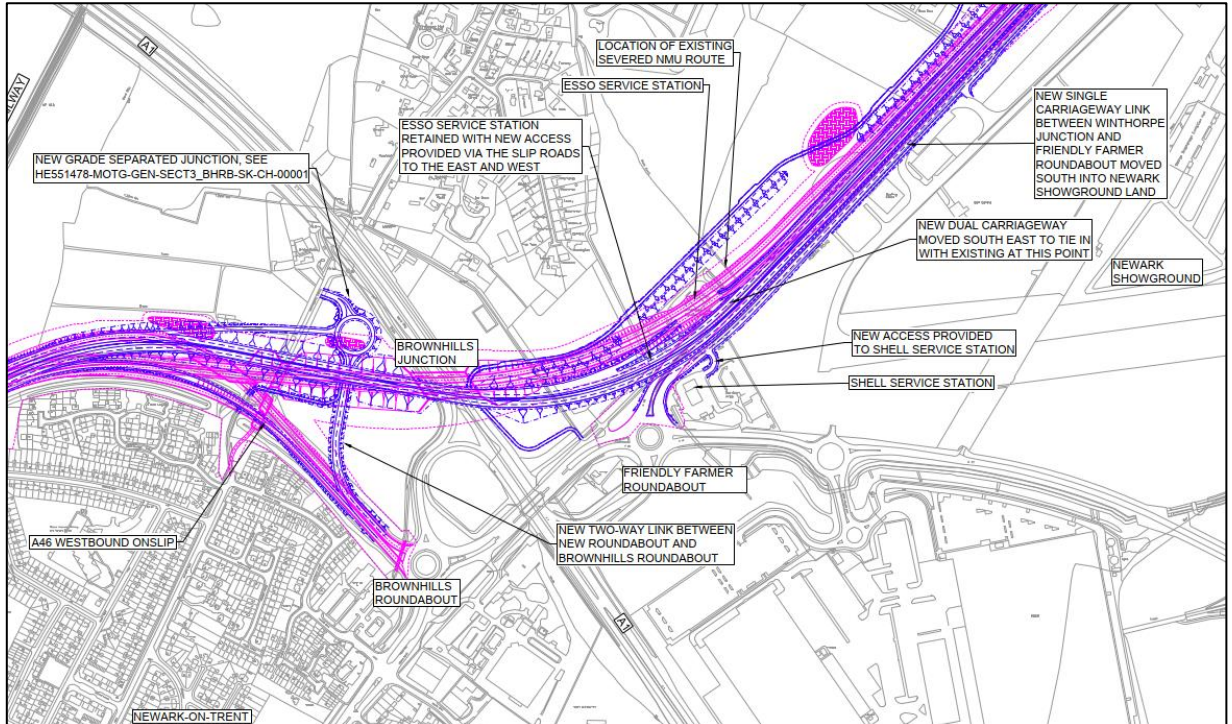 A1
RAILWAY
LOCATION OF EXISTING
SEVERED NMU ROUTE
ESSO SERVICE STATION
ESSO SERVICE STATION
RETAINED WITH NEW ACCESS
PROVIDED VIA THE SLIP ROADS
TO THE EAST AND WEST
NEW GRADE SEPARATED JUNCTION, SEE
HE551478-MOTG-GEN-SECT3_BHRB-SK-CH-00001
NEW SINGLE
CARRIAGEWAY LINK
BETWEEN WINTHORPE
JUNCTION AND
FRIENDLY FARMER
ROUNDABOUT MOVED
SOUTH INTO NEWARK
SHOWGROUND LAND
NEW DUAL CARRIAGEWAY
MOVED SOUTH EAST TO TIE IN
WITH EXISTING AT THIS POINT
NEWARK
SHOWGROUND
BROWNHILLS
JUNCTION
NEW ACCESS PROVIDED
TO SHELL SERVICE STATION
SHELL SERVICE STATION
FRIENDLY FARMER
ROUNDABOUT
A46 WESTBOUND ONSLIP
NEW TWO-WAY LINK BETWEEN
NEW ROUNDABOUT AND
BROWNHILLS ROUNDABOUT
BROWNHILLS
ROUNDABOUT
A1
NEWARK-ON-TRENT